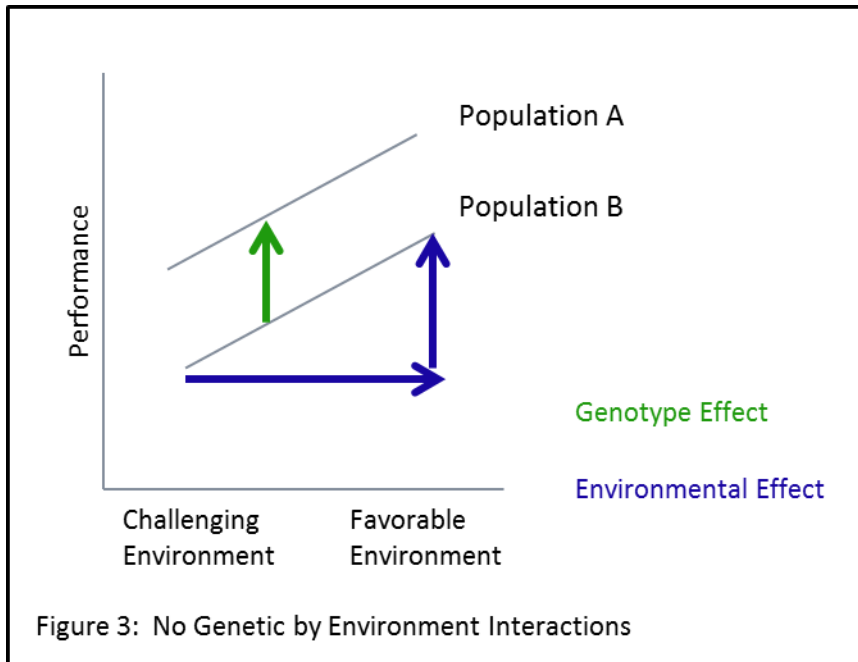 Population A
Population B
Performance
Genotype Effect
Environmental Effect
Challenging
Environment
Favorable
Environment
Figure 3:  No Genetic by Environment Interactions